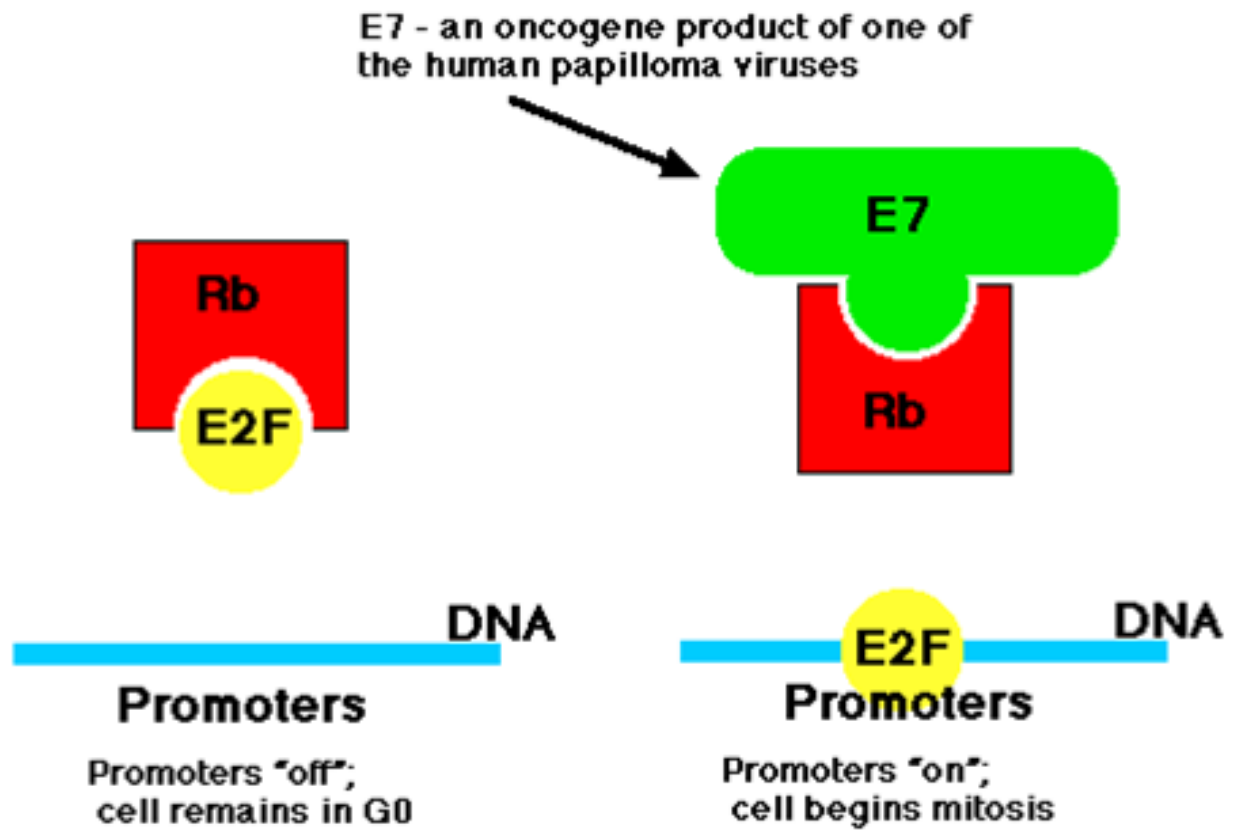 E7 - an oncogene product of one of
the human papilloma viruses
E7
Rb
E2F
Rb
DNA
Promoters
Promoters "off";
cell remains in G0
E2F
DNA
Promoters
Promoters "on";
cell begins mitosis